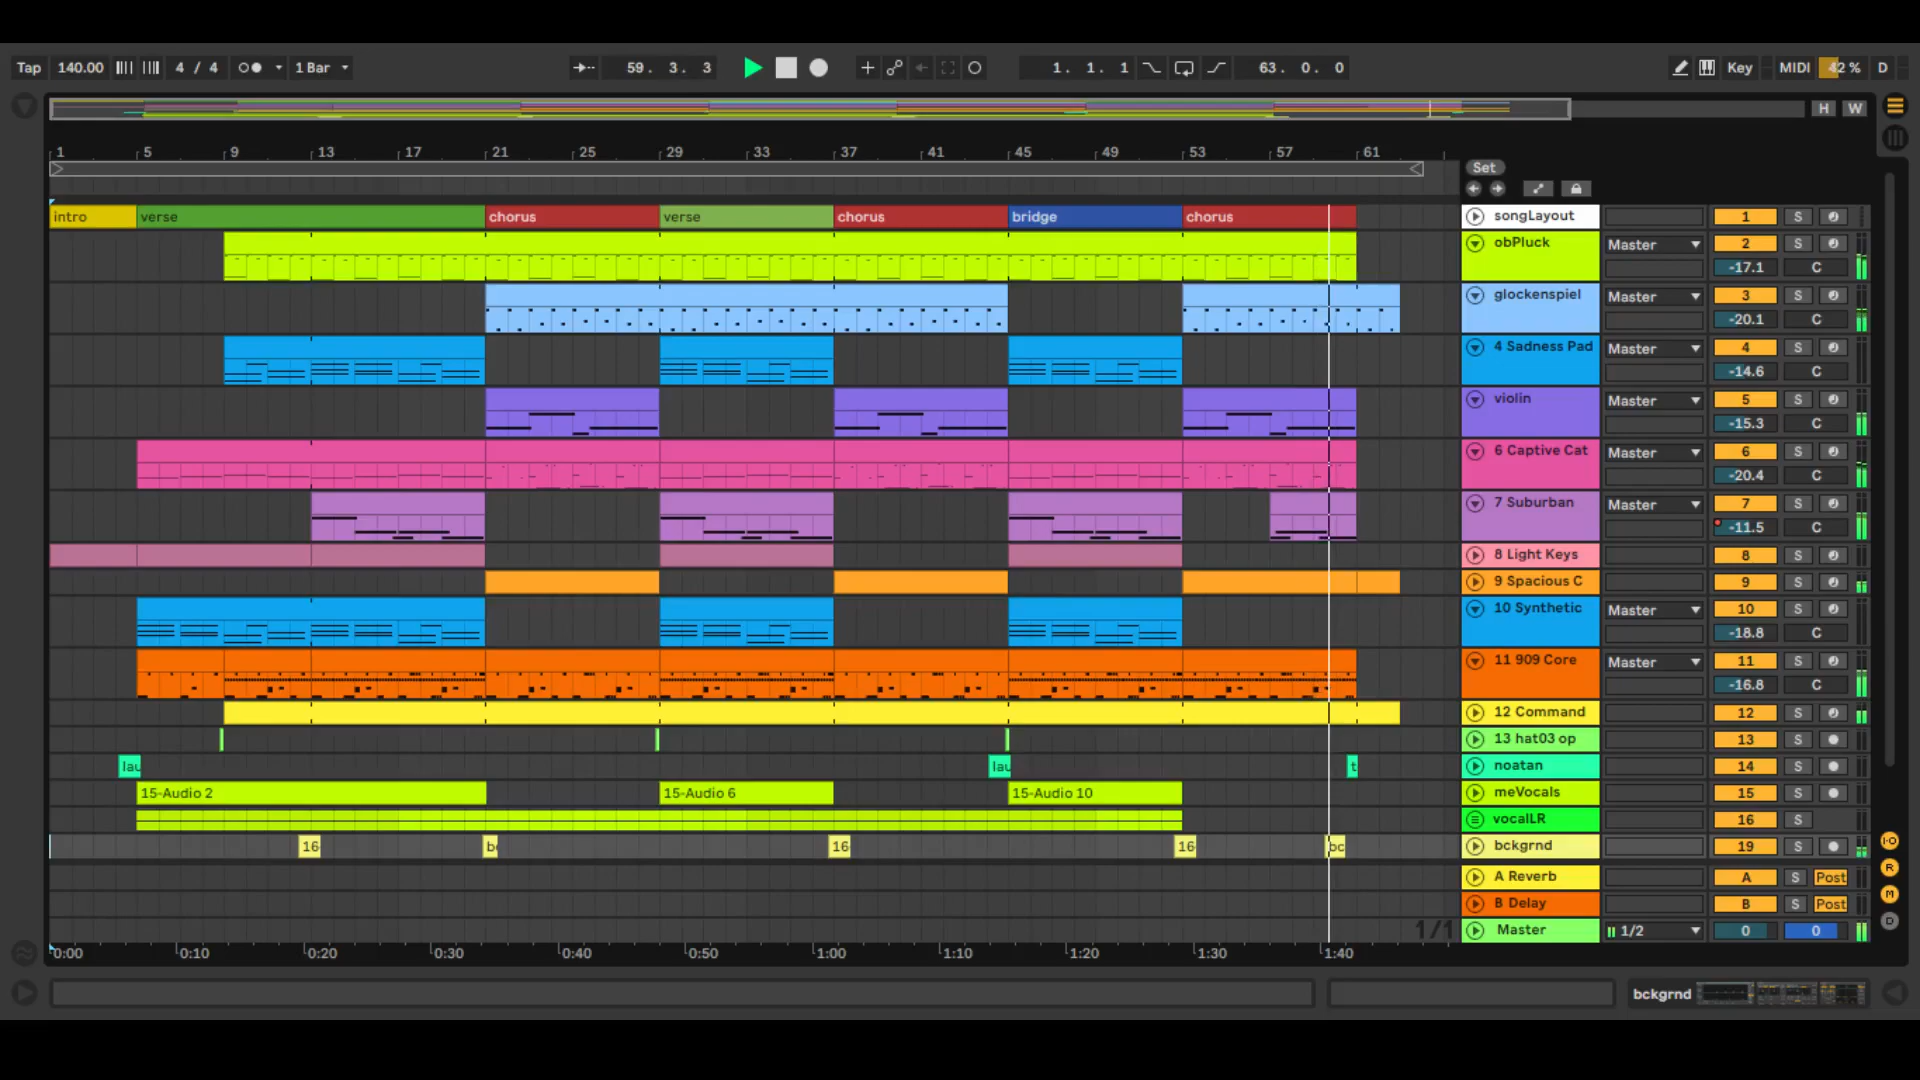 Tap 140.00 4 / 4 1 Bar 59. 3. 3 1. 1. 1 63. 0. 0 Key MIDI 42 % D
H W
1 5 9 13 17 21 25 29 33 37 41 45 49 53 57 61
Set
intro verse chorus verse chorus bridge chorus songLayout 1 S
obPluck Master 2 S
-17.1 C
glockenspiel Master 3 S
-20.1 C
4 Sadness Pad Master 4 S
-14.6 C
violin Master 5 S
-15.3 C
6 Captive Cat Master 6 S
-20.4 C
7 Suburban Master 7 S
-11.5 C
8 Light Keys 8 S
9 Spacious C 9 S
10 Synthetic Master 10 S
-18.8 C
11 909 Core Master 11 S
-16.8 C
12 Command 12 S
13 hat03 op 13 S
lau lau t noatan 14 S
15-Audio 2 15-Audio 6 15-Audio 10 meVocals 15 S
vocalLR 16 S
16 bc 16 16 bc bckgrnd 19 S
I·O
A Reverb A S Post
R
B Delay B S Post
M
D
1/1 Master 1/2 0 0
0:00 0:10 0:20 0:30 0:40 0:50 1:00 1:10 1:20 1:30 1:40
bckgrnd